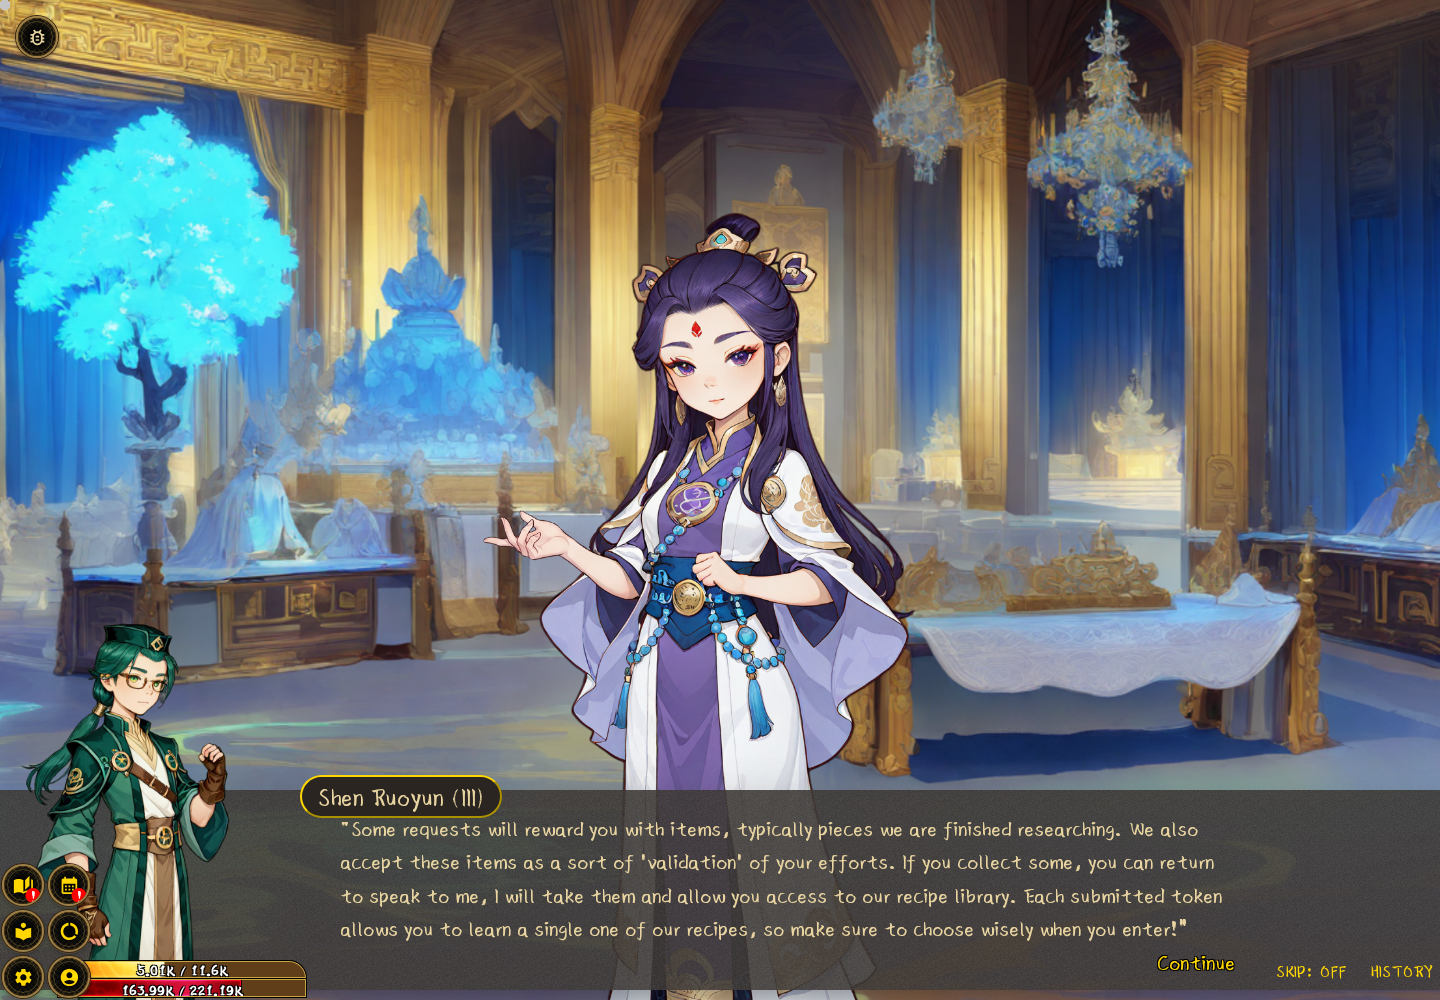 Shen Ruoyun (III)
"Some requests will reward you with items, typically pieces we are finished researching. We also
accept these items as a sort of 'validation' of your efforts. If you collect some, you can return
to speak to me, I will take them and allow you access to our recipe library. Each submitted token
allows you to learn a single one of our recipes, so make sure to choose wisely when you enter!"
Continue
SKIP: OFF HISTORY
5.01K / 11.6K
163.99K / 221.19K